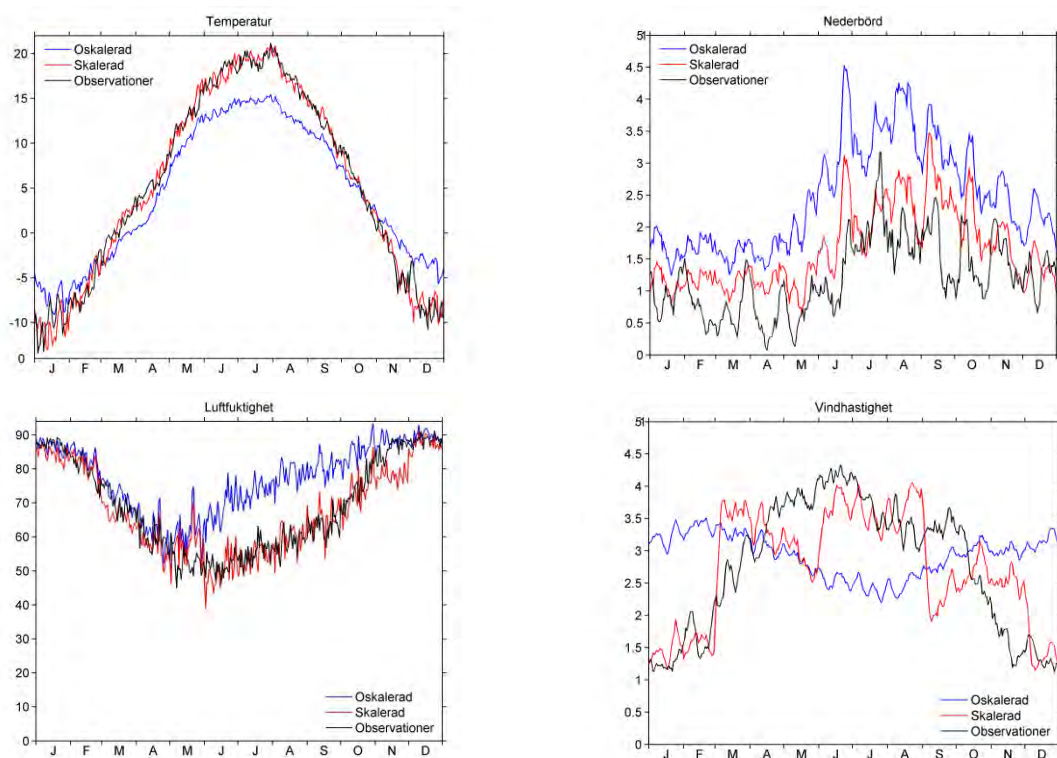 Temperatur
20
15
10
5
0
-5
-10
0
Oskalerad
Skalerad
Observationer
J F M A M J J A S O N D
Nederbörd
5
4.5
4
3.5
3
2.5
2
1.5
1
0.5
0
Oskalerad
Skalerad
Observationer
J F M A M J J A S O N D
Luftfuktighet
90
80
70
60
50
40
30
20
10
0
Oskalerad
Skalerad
Observationer
J F M A M J J A S O N D
Vindhastighet
5
4.5
4
3.5
3
2.5
2
1.5
1
0.5
0
Oskalerad
Skalerad
Observationer
J F M A M J J A S O N D